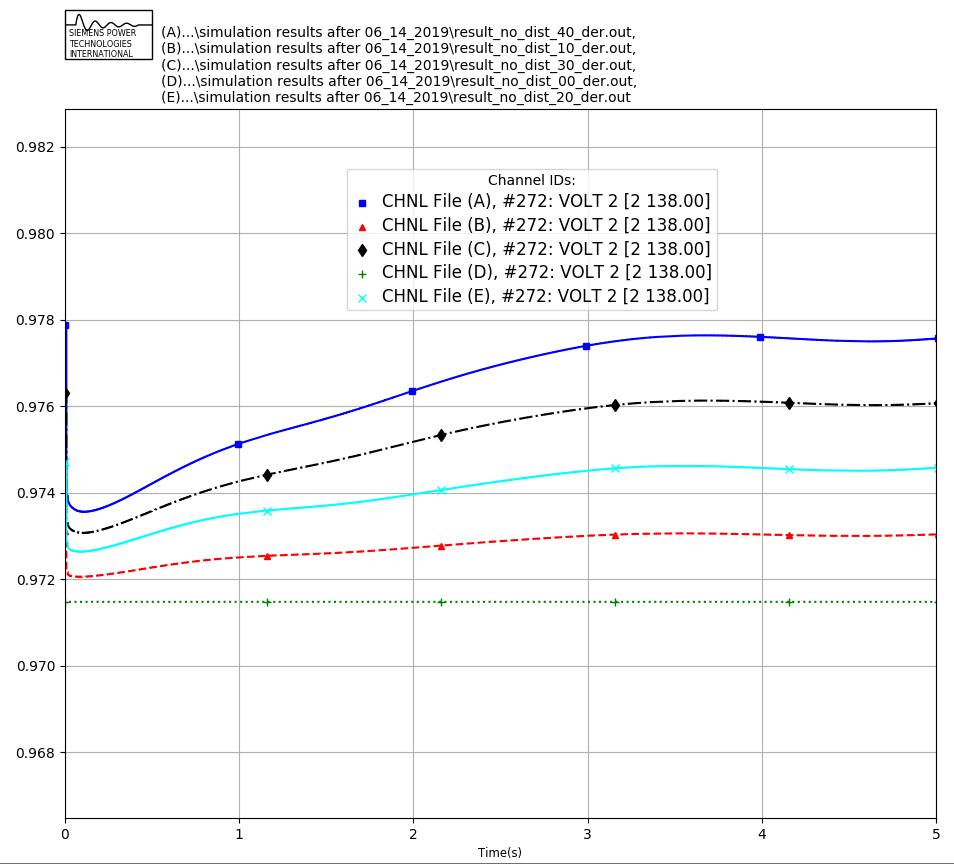 SIEMENS POWER
TECHNOLOGIES
INTERNATIONAL
(A)...\simulation results after 06_14_2019\result_no_dist_40_der.out,
(B)...\simulation results after 06_14_2019\result_no_dist_10_der.out,
(C)...\simulation results after 06_14_2019\result_no_dist_30_der.out,
(D)...\simulation results after 06_14_2019\result_no_dist_00_der.out,
(E)...\simulation results after 06_14_2019\result_no_dist_20_der.out
Channel IDs:
CHNL File (A), #272: VOLT 2 [2 138.00]
CHNL File (B), #272: VOLT 2 [2 138.00]
CHNL File (C), #272: VOLT 2 [2 138.00]
CHNL File (D), #272: VOLT 2 [2 138.00]
CHNL File (E), #272: VOLT 2 [2 138.00]
0.982
0.980
0.978
0.976
0.974
0.972
0.970
0.968
0 1 2 3 4 5
Time(s)